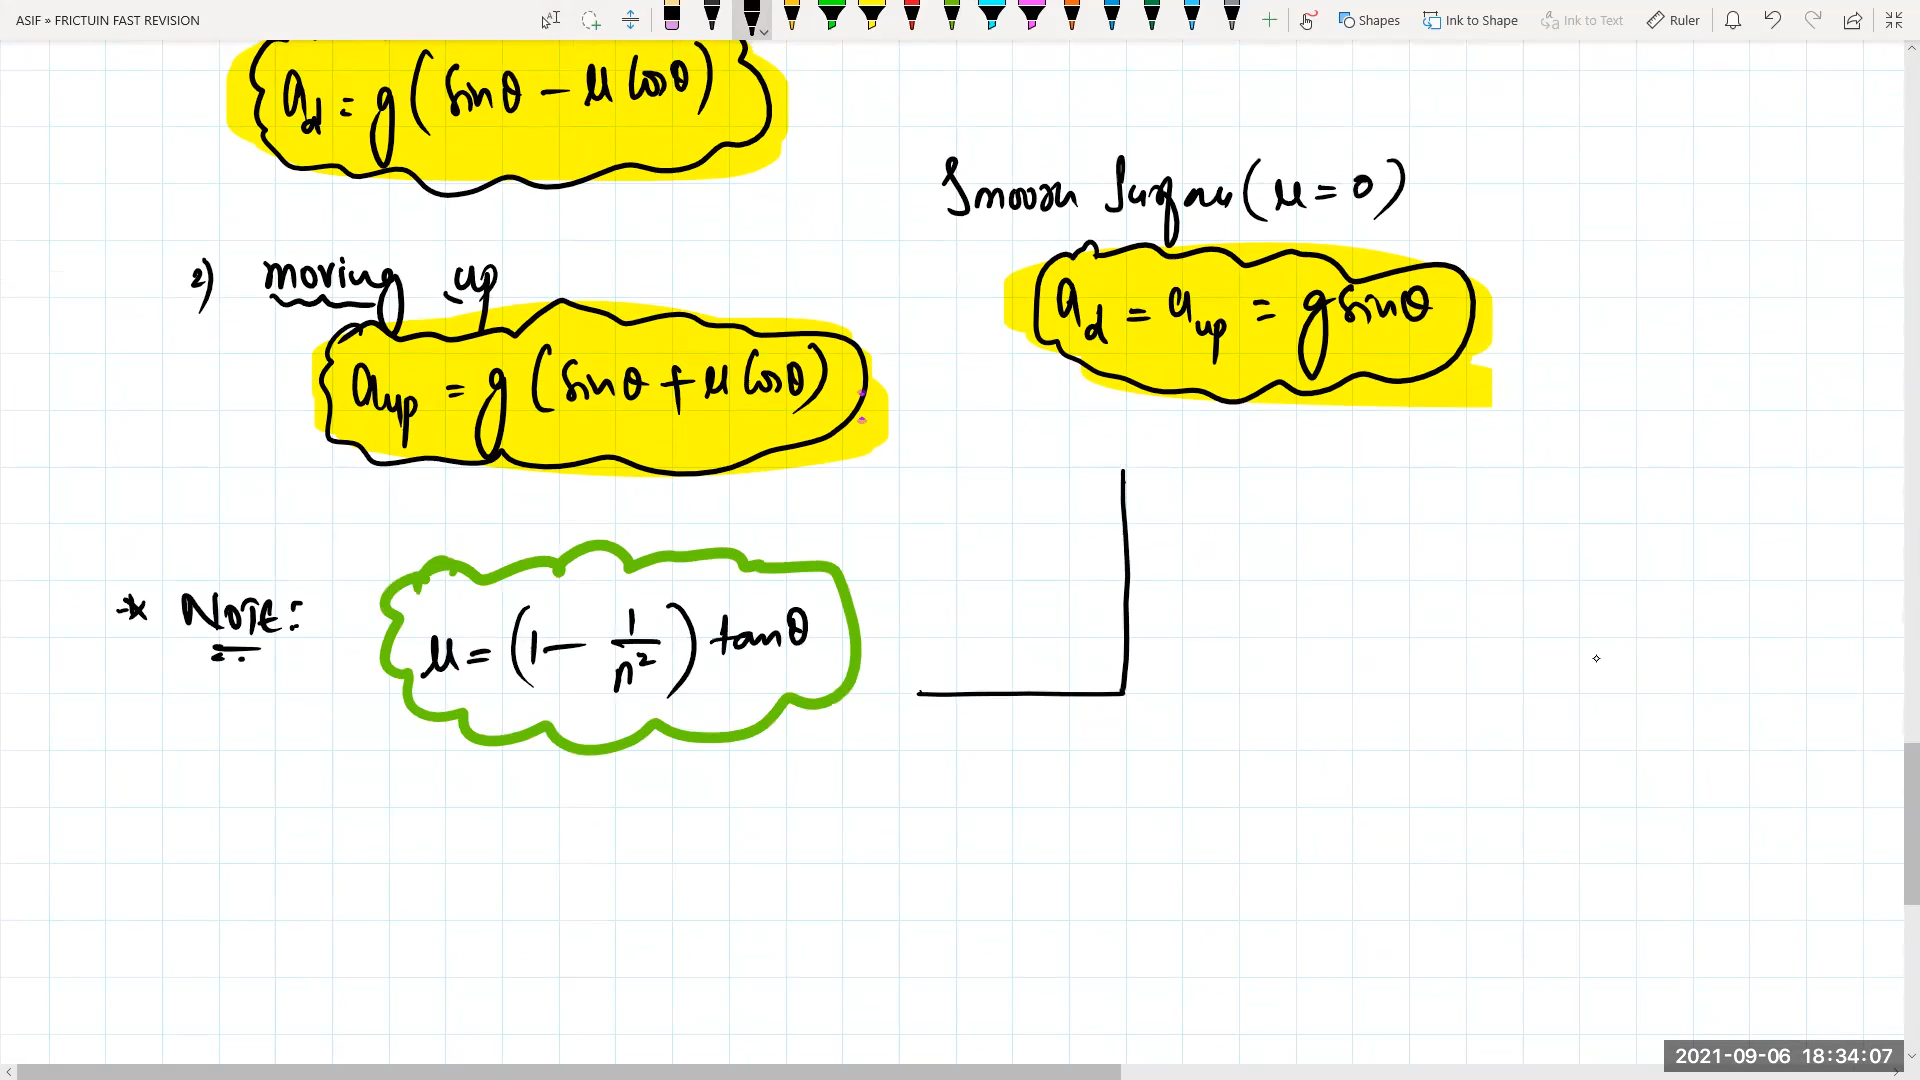 ASIF » FRICTUIN FAST REVISION
Shapes
Ink to Shape
Ink to Text
Ruler
a_d = g(sinθ − μ cosθ)
Smooth Surface (μ = 0)
a_d = a_up = g sinθ
2) moving up
a_up = g (sinθ + μ cosθ)
* NOTE: μ = (1 − 1/n²) tanθ
2021-09-06 18:34:07